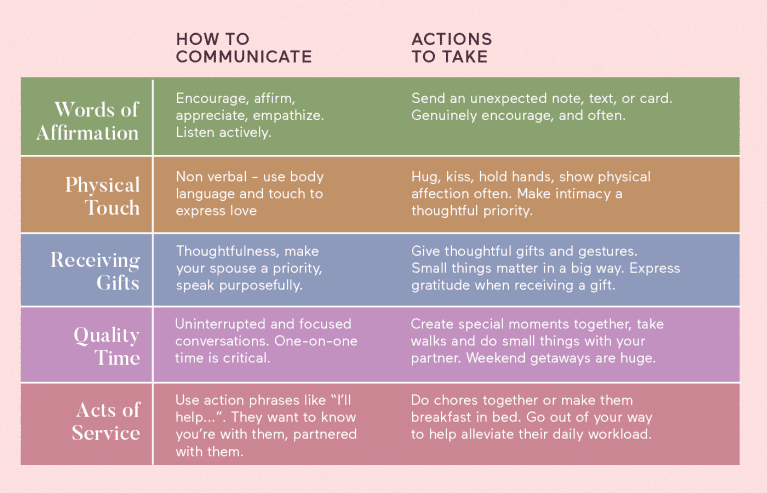 HOW TO
COMMUNICATE
ACTIONS
TO TAKE
Words of
Affirmation
Encourage, affirm,
appreciate, empathize.
Listen actively.
Send an unexpected note, text, or card.
Genuinely encourage, and often.
Physical
Touch
Non verbal - use body
language and touch to
express love
Hug, kiss, hold hands, show physical
affection often. Make intimacy a
thoughtful priority.
Receiving
Gifts
Thoughtfulness, make
your spouse a priority,
speak purposefully.
Give thoughtful gifts and gestures.
Small things matter in a big way. Express
gratitude when receiving a gift.
Quality
Time
Uninterrupted and focused
conversations. One-on-one
time is critical.
Create special moments together, take
walks and do small things with your
partner. Weekend getaways are huge.
Acts of
Service
Use action phrases like “I’ll
help...”. They want to know
you’re with them, partnered
with them.
Do chores together or make them
breakfast in bed. Go out of your way
to help alleviate their daily workload.